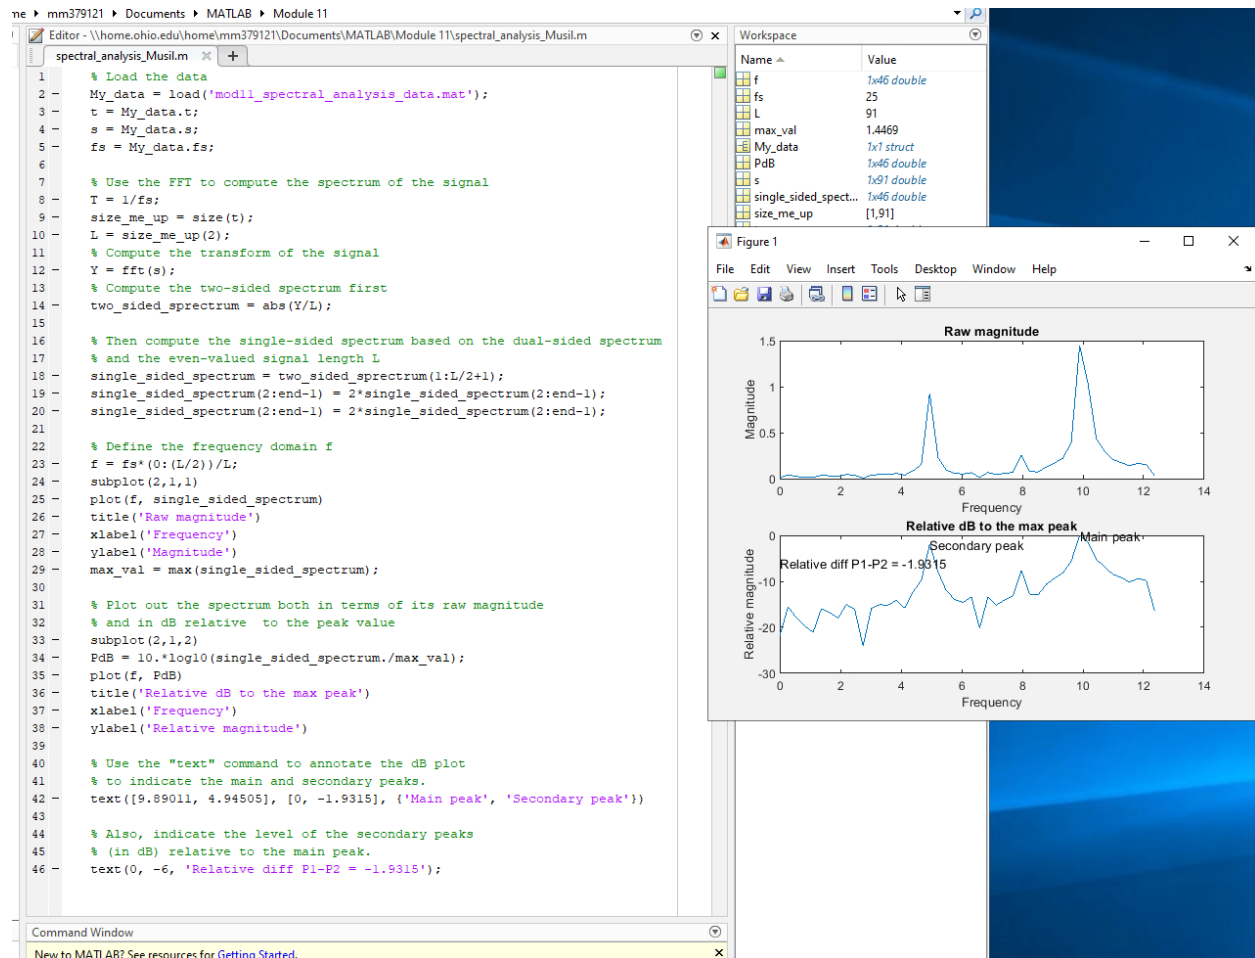 me ▸ mm379121 ▸ Documents ▸ MATLAB ▸ Module 11
Editor - \\home.ohio.edu\home\mm379121\Documents\MATLAB\Module 11\spectral_analysis_Musil.m
spectral_analysis_Musil.m
1 % Load the data
2 – My_data = load('mod11_spectral_analysis_data.mat');
3 – t = My_data.t;
4 – s = My_data.s;
5 – fs = My_data.fs;
6
7 % Use the FFT to compute the spectrum of the signal
8 – T = 1/fs;
9 – size_me_up = size(t);
10 – L = size_me_up(2);
11 % Compute the transform of the signal
12 – Y = fft(s);
13 % Compute the two-sided spectrum first
14 – two_sided_sprectrum = abs(Y/L);
15
16 % Then compute the single-sided spectrum based on the dual-sided spectrum
17 % and the even-valued signal length L
18 – single_sided_spectrum = two_sided_sprectrum(1:L/2+1);
19 – single_sided_spectrum(2:end-1) = 2*single_sided_spectrum(2:end-1);
20 – single_sided_spectrum(2:end-1) = 2*single_sided_spectrum(2:end-1);
21
22 % Define the frequency domain f
23 – f = fs*(0:(L/2))/L;
24 – subplot(2,1,1)
25 – plot(f, single_sided_spectrum)
26 – title('Raw magnitude')
27 – xlabel('Frequency')
28 – ylabel('Magnitude')
29 – max_val = max(single_sided_spectrum);
30
31 % Plot out the spectrum both in terms of its raw magnitude
32 % and in dB relative  to the peak value
33 – subplot(2,1,2)
34 – PdB = 10.*log10(single_sided_spectrum./max_val);
35 – plot(f, PdB)
36 – title('Relative dB to the max peak')
37 – xlabel('Frequency')
38 – ylabel('Relative magnitude')
39
40 % Use the "text" command to annotate the dB plot
41 % to indicate the main and secondary peaks.
42 – text([9.89011, 4.94505], [0, -1.9315], {'Main peak', 'Secondary peak'})
43
44 % Also, indicate the level of the secondary peaks
45 % (in dB) relative to the main peak.
46 – text(0, -6, 'Relative diff P1-P2 = -1.9315');
Command Window
New to MATLAB? See resources for Getting Started.
Workspace
Name Value
f 1x46 double
fs 25
L 91
max_val 1.4469
My_data 1x1 struct
PdB 1x46 double
s 1x91 double
single_sided_spect... 1x46 double
size_me_up [1,91]
Figure 1
File Edit View Insert Tools Desktop Window Help
Raw magnitude
Magnitude
1.5
1
0.5
0
0 2 4 6 8 10 12 14
Frequency
Relative dB to the max peak
Relative magnitude
0
-10
-20
-30
Main peak
Secondary peak
Relative diff P1-P2 = -1.9315
0 2 4 6 8 10 12 14
Frequency